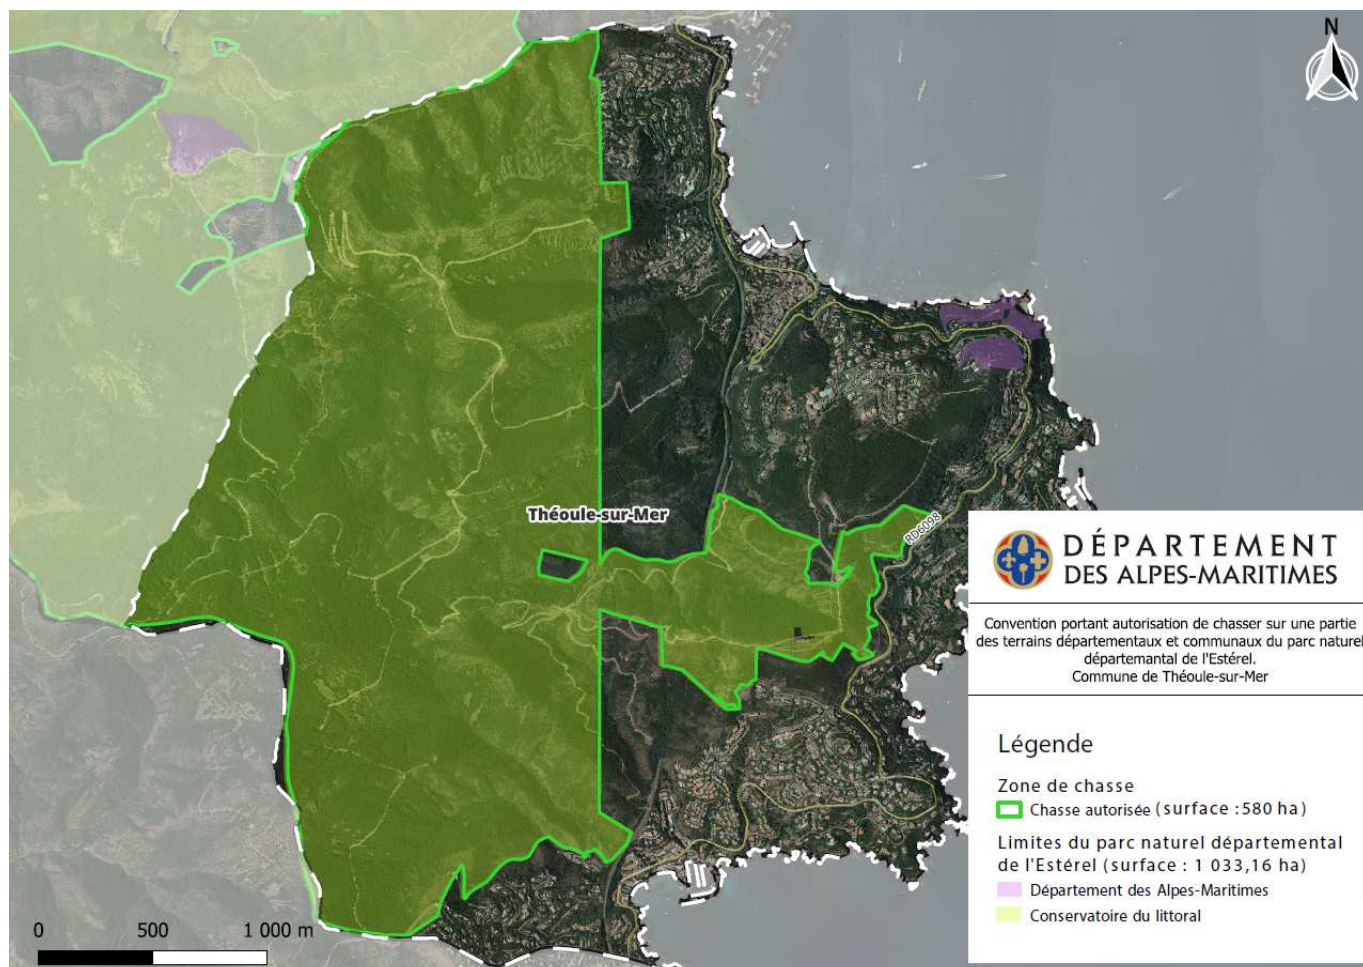 N
Théoule-sur-Mer
RD6098
DÉPARTEMENT
DES ALPES-MARITIMES
Convention portant autorisation de chasser sur une partie
des terrains départementaux et communaux du parc naturel
départemantal de l'Estérel.
Commune de Théoule-sur-Mer
Légende
Zone de chasse
Chasse autorisée (surface :580 ha)
Limites du parc naturel départemental
de l'Estérel (surface : 1 033,16 ha)
Département des Alpes-Maritimes
Conservatoire du littoral
0 500 1 000 m